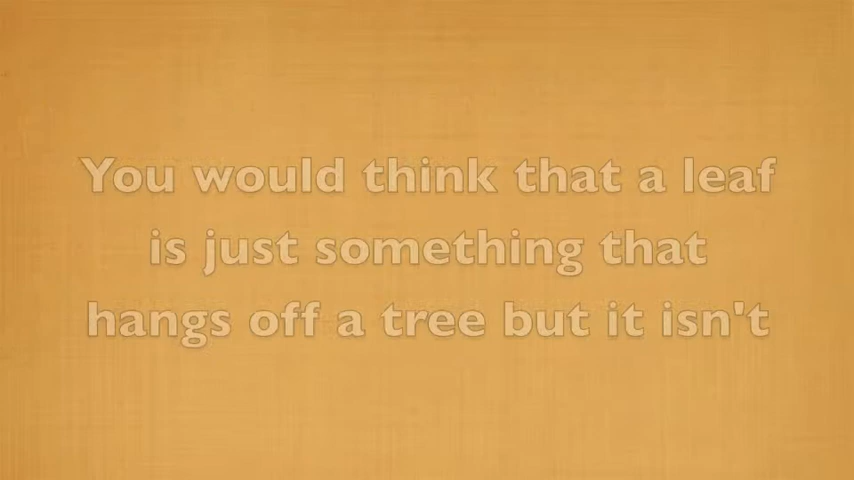 You would think that a leaf
is just something that
hangs off a tree but it isn't